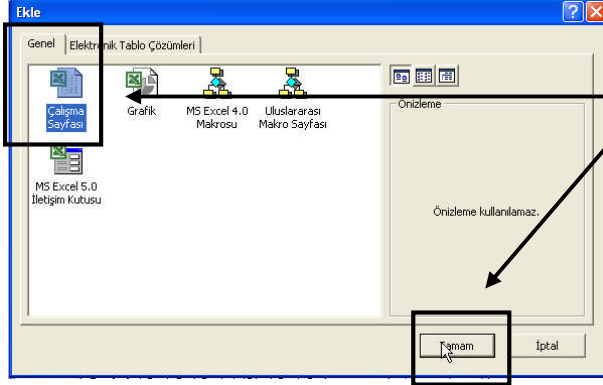 Ekle
Genel
Elektronik Tablo Çözümleri
Çalışma
Sayfası
Grafik
MS Excel 4.0
Makrosu
Uluslararası
Makro Sayfası
MS Excel 5.0
İletişim Kutusu
Önizleme
Önizleme kullanılamaz.
Tamam
İptal